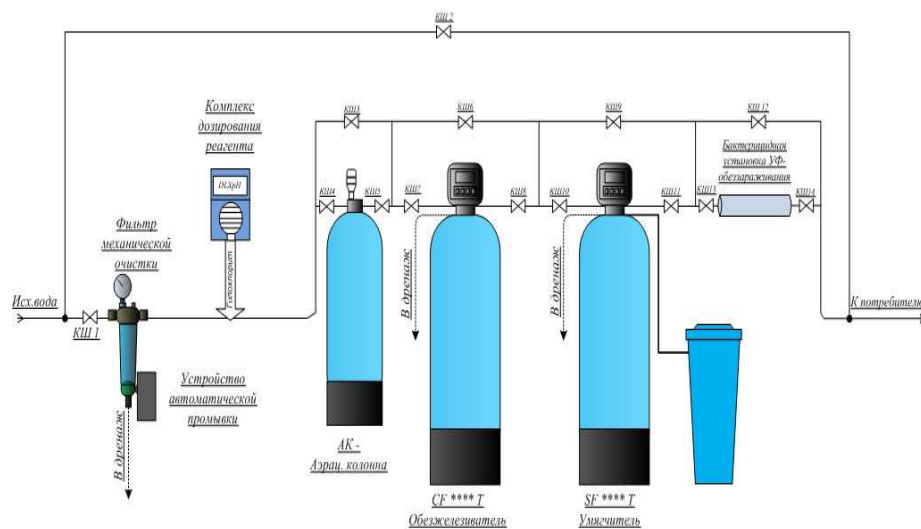 КШ 2
Комплекс
дозирования
реагента
DLXpH
Гипохлорит
КШ3
КШ6
КШ9
КШ 12
Бактерицидная
установка УФ-
обеззараживания
КШ4
КШ5
КШ7
КШ8
КШ10
КШ11
КШ13
КШ14
Фильтр
механической
очистки
Исх.вода
КШ 1
К потребителю
В дренаж
В дренаж
Устройство
автоматической
промывки
В дренаж
АК -
Аэрац. колонна
CF **** T
Обезжелезиватель
SF **** T
Умягчитель